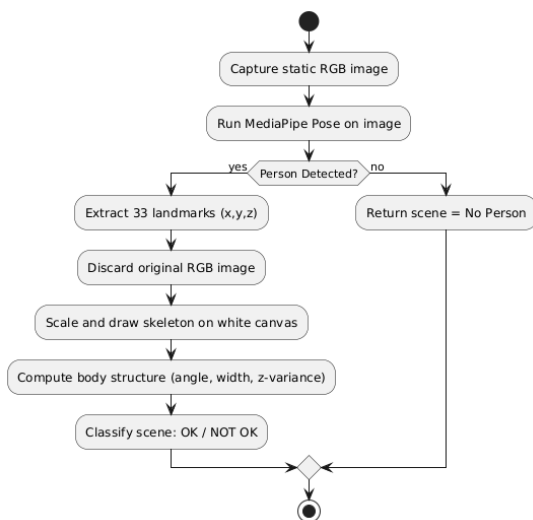 Capture static RGB image
Run MediaPipe Pose on image
yes
Person Detected?
no
Extract 33 landmarks (x,y,z)
Return scene = No Person
Discard original RGB image
Scale and draw skeleton on white canvas
Compute body structure (angle, width, z-variance)
Classify scene: OK / NOT OK